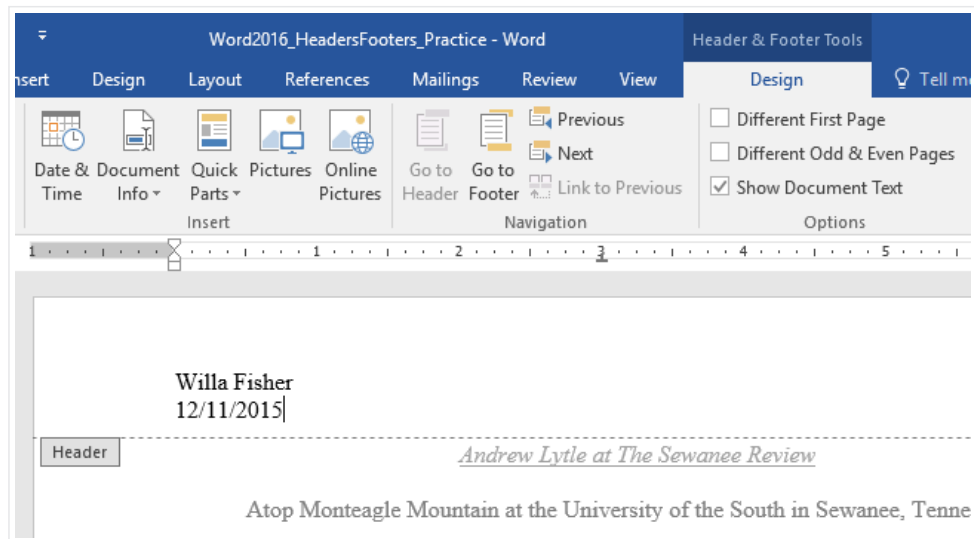 Word2016_HeadersFooters_Practice - Word
Header & Footer Tools
nsert Design Layout References Mailings Review View Design Tell me
Date & Time
Document Info
Quick Parts
Pictures
Online Pictures
Go to Header
Go to Footer
Previous
Next
Link to Previous
Different First Page
Different Odd & Even Pages
Show Document Text
Insert Navigation Options
1 1 2 3 4 5
Willa Fisher
12/11/2015
Header
Andrew Lytle at The Sewanee Review
Atop Monteagle Mountain at the University of the South in Sewanee, Tenne